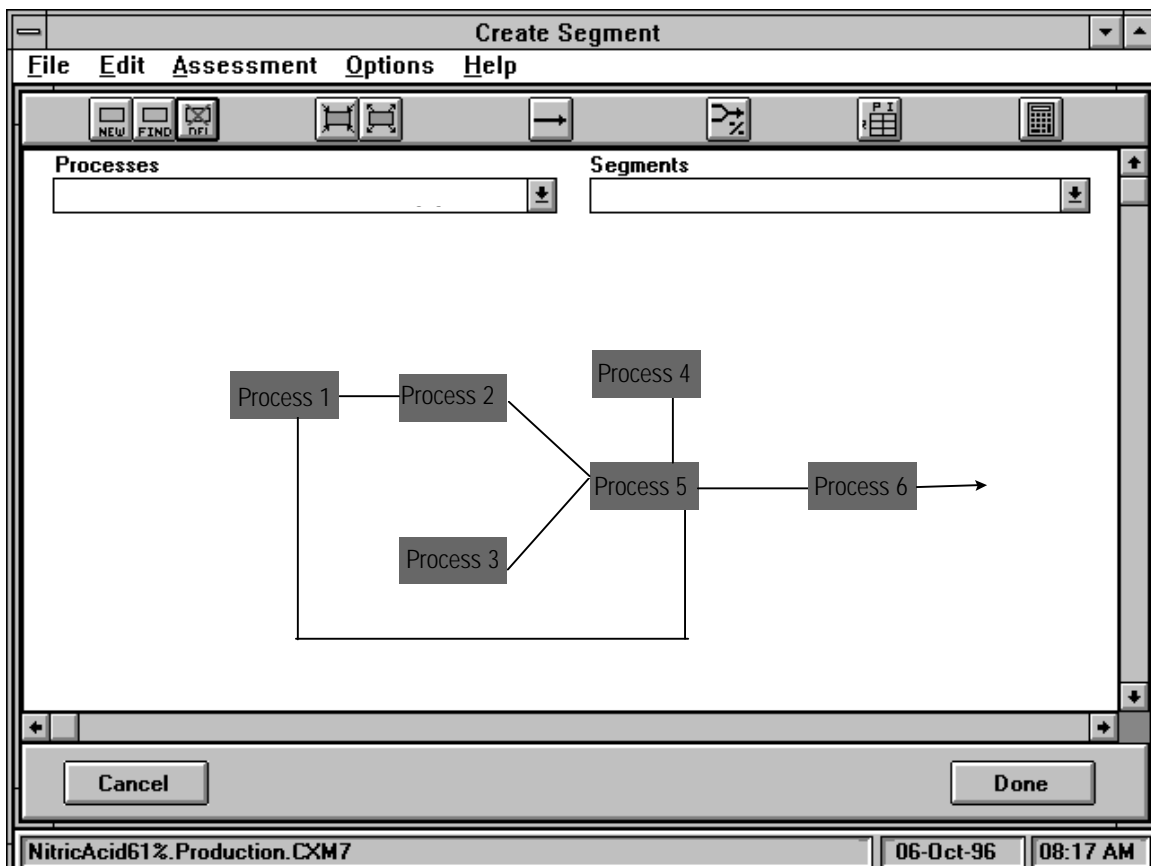 Create Segment
File Edit Assessment Options Help
NEW FIND DEL
P I
Processes Segments
Process 4
Process 1 Process 2
Process 5 Process 6
Process 3
Cancel Done
NitricAcid61%.Production.CXM7 06-Oct-96 08:17 AM